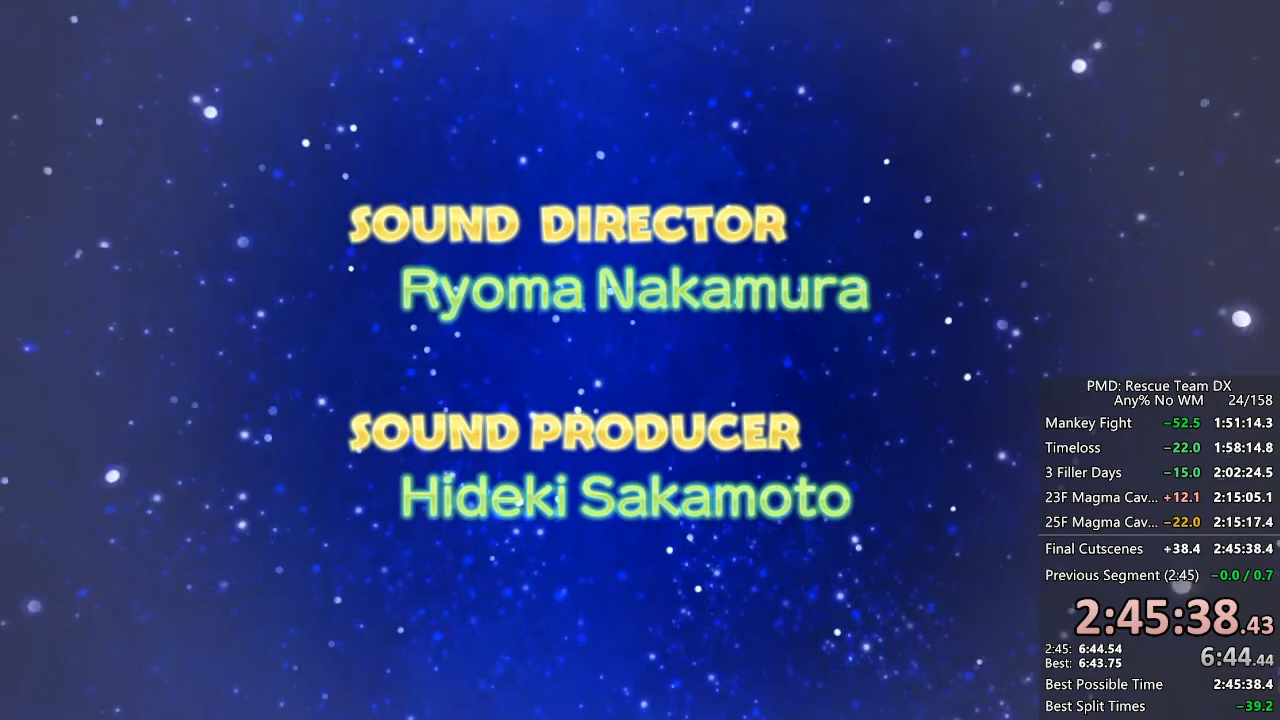 SOUND DIRECTOR
Ryoma Nakamura
SOUND PRODUCER
Hideki Sakamoto
PMD: Rescue Team DX
Any% No WM 24/158
Mankey Fight −52.5 1:51:14.3
Timeless −22.0 1:58:14.8
3 Filler Days −15.0 2:02:24.5
23F Magma Cav... +12.1 2:15:05.1
25F Magma Cav... −22.0 2:15:17.4
Final Cutscenes +38.4 2:45:38.4
Previous Segment (2:45) −0.0 / 0.7
2:45:38.43
2:45: 6:44.54
Best: 6:43.75
6:44.44
Best Possible Time 2:45:38.4
Best Split Times −39.2